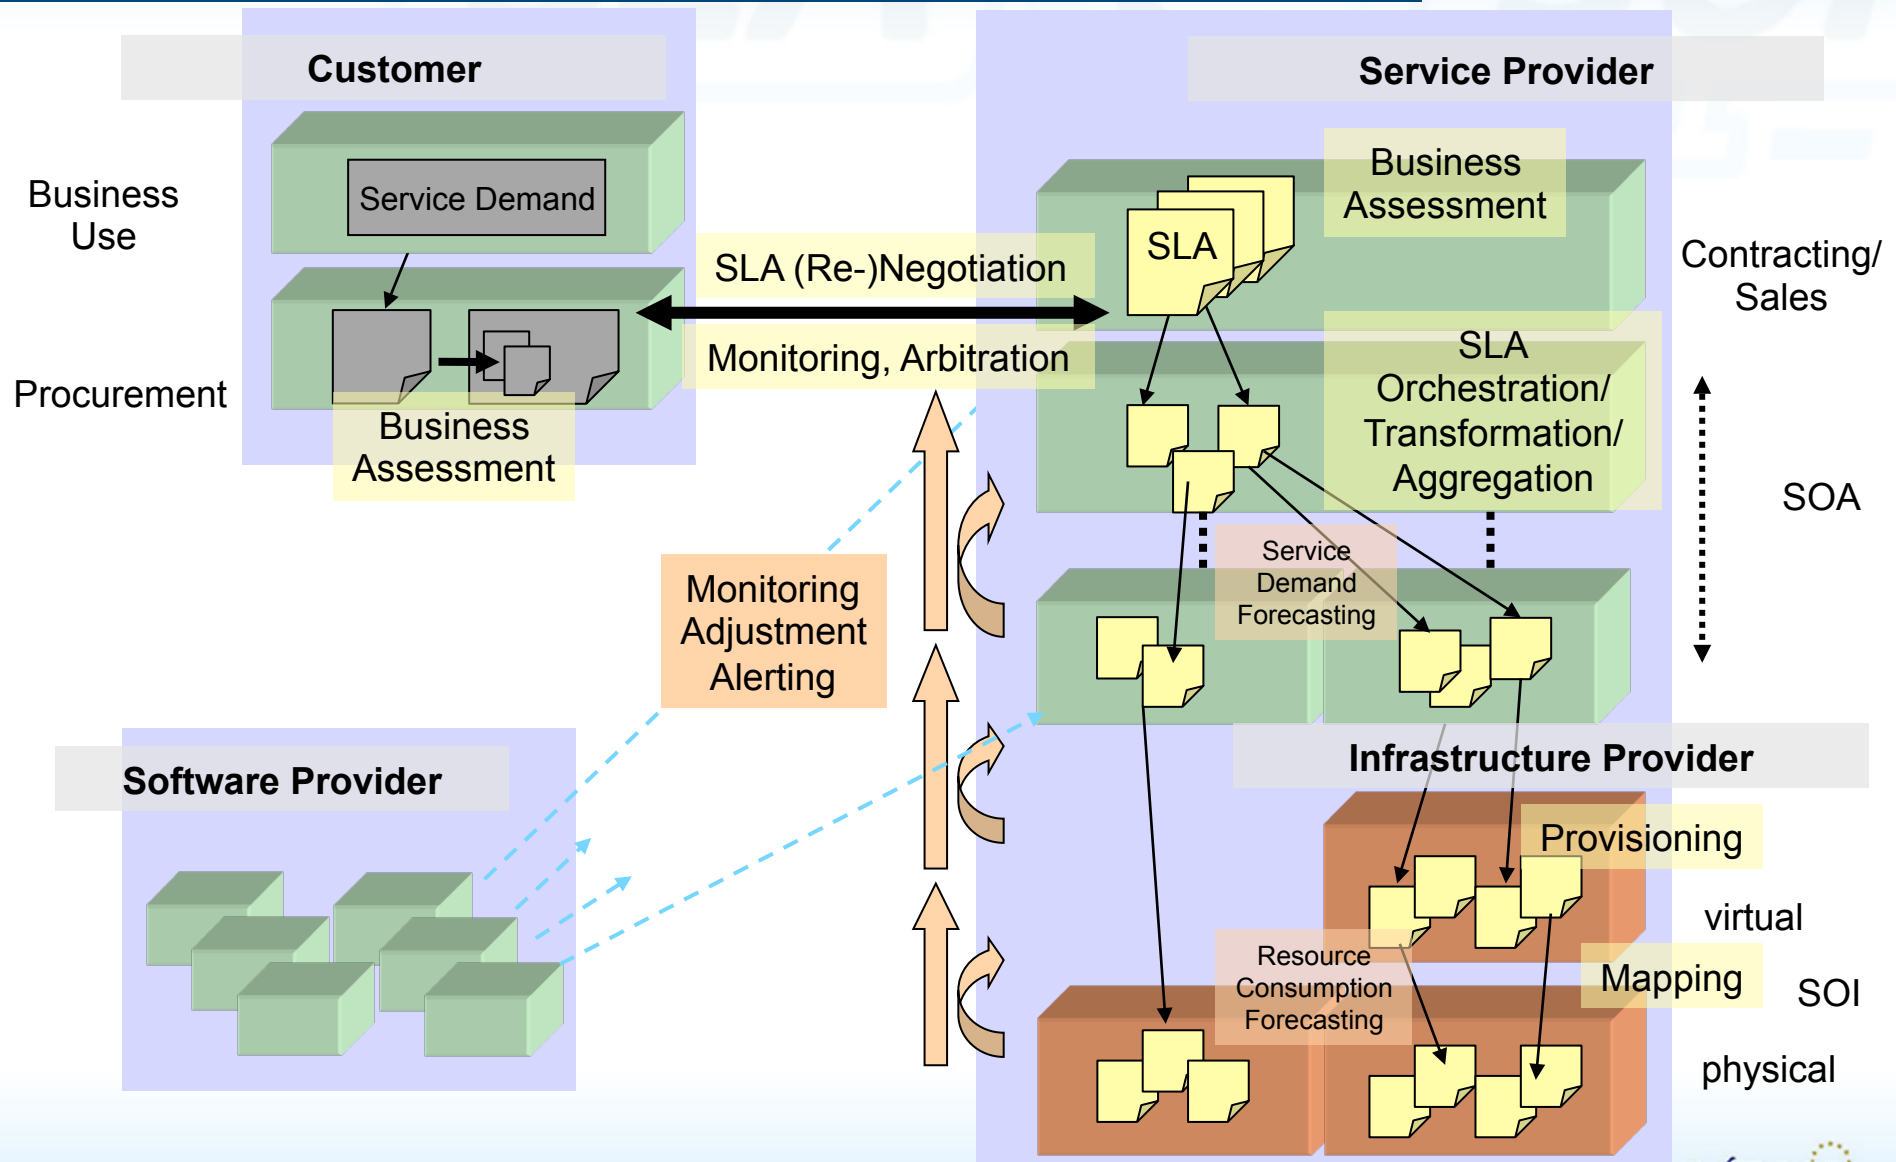 Customer
Service Provider
Business
Use
Service Demand
Business
Assessment
SLA
Contracting/
Sales
SLA (Re-)Negotiation
Monitoring, Arbitration
Procurement
Business
Assessment
SLA
Orchestration/
Transformation/
Aggregation
SOA
Service
Demand
Forecasting
Monitoring
Adjustment
Alerting
Software Provider
Infrastructure Provider
Provisioning
virtual
Resource
Consumption
Forecasting
Mapping
SOI
physical